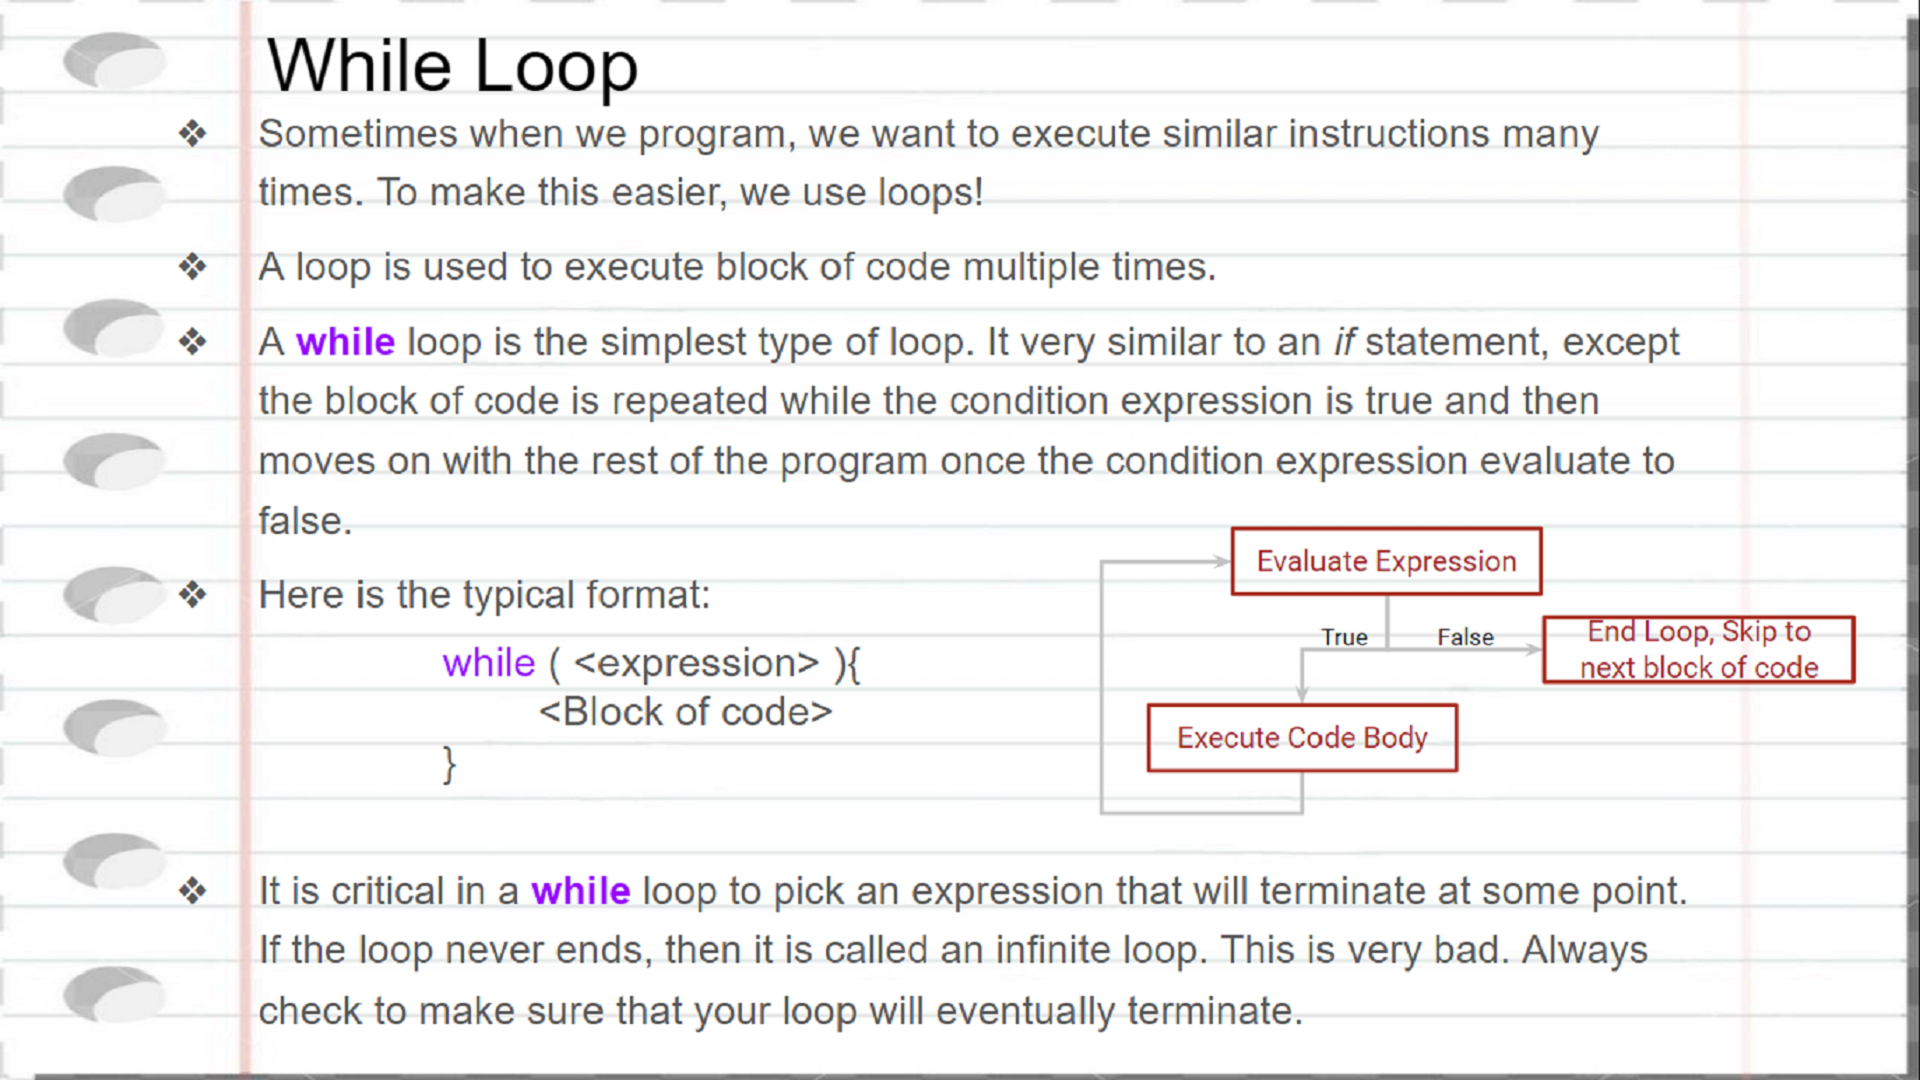 While Loop
❖ Sometimes when we program, we want to execute similar instructions many
times. To make this easier, we use loops!
❖ A loop is used to execute block of code multiple times.
❖ A while loop is the simplest type of loop. It very similar to an if statement, except
the block of code is repeated while the condition expression is true and then
moves on with the rest of the program once the condition expression evaluate to
false.
❖ Here is the typical format:
while ( <expression> ){
<Block of code>
}
Evaluate Expression
True
False
End Loop, Skip to
next block of code
Execute Code Body
❖ It is critical in a while loop to pick an expression that will terminate at some point.
If the loop never ends, then it is called an infinite loop. This is very bad. Always
check to make sure that your loop will eventually terminate.